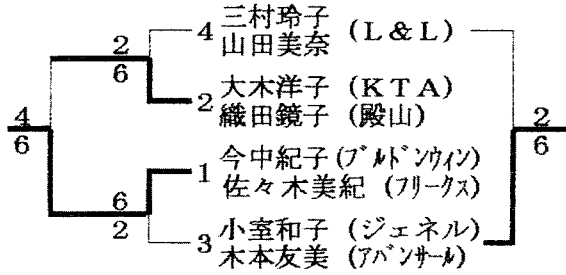 4 三村玲子 (L&L)
山田美奈
2
6
2 大木洋子 (KTA)
織田鏡子 (殿山)
4
6
2
6
1 今中紀子 (ブルドンウィン)
佐々木美紀 (フリークス)
6
2
3 小室和子 (ジェネル)
木本友美 (アバンサール)